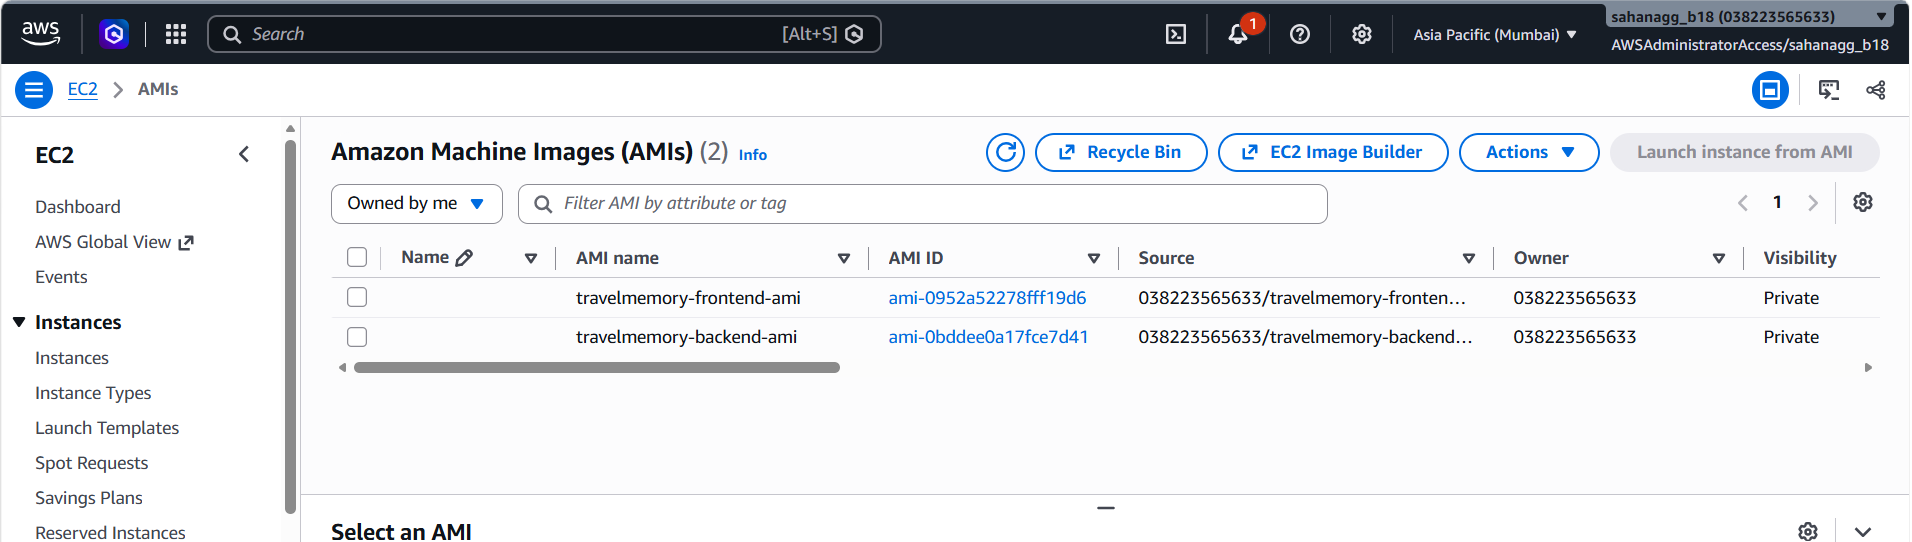 aws Search [Alt+S] 1 Asia Pacific (Mumbai) sahanagg_b18 (038223565633)
AWSAdministratorAccess/sahanagg_b18
EC2 AMIs
EC2
Dashboard
AWS Global View
Events
Instances
Instances
Instance Types
Launch Templates
Spot Requests
Savings Plans
Reserved Instances
Amazon Machine Images (AMIs) (2) Info Recycle Bin EC2 Image Builder Actions Launch instance from AMI
Owned by me Filter AMI by attribute or tag 1
Name AMI name AMI ID Source Owner Visibility
travelmemory-frontend-ami ami-0952a52278fff19d6 038223565633/travelmemory-fronten... 038223565633 Private
travelmemory-backend-ami ami-0bddee0a17fce7d41 038223565633/travelmemory-backend... 038223565633 Private
Select an AMI